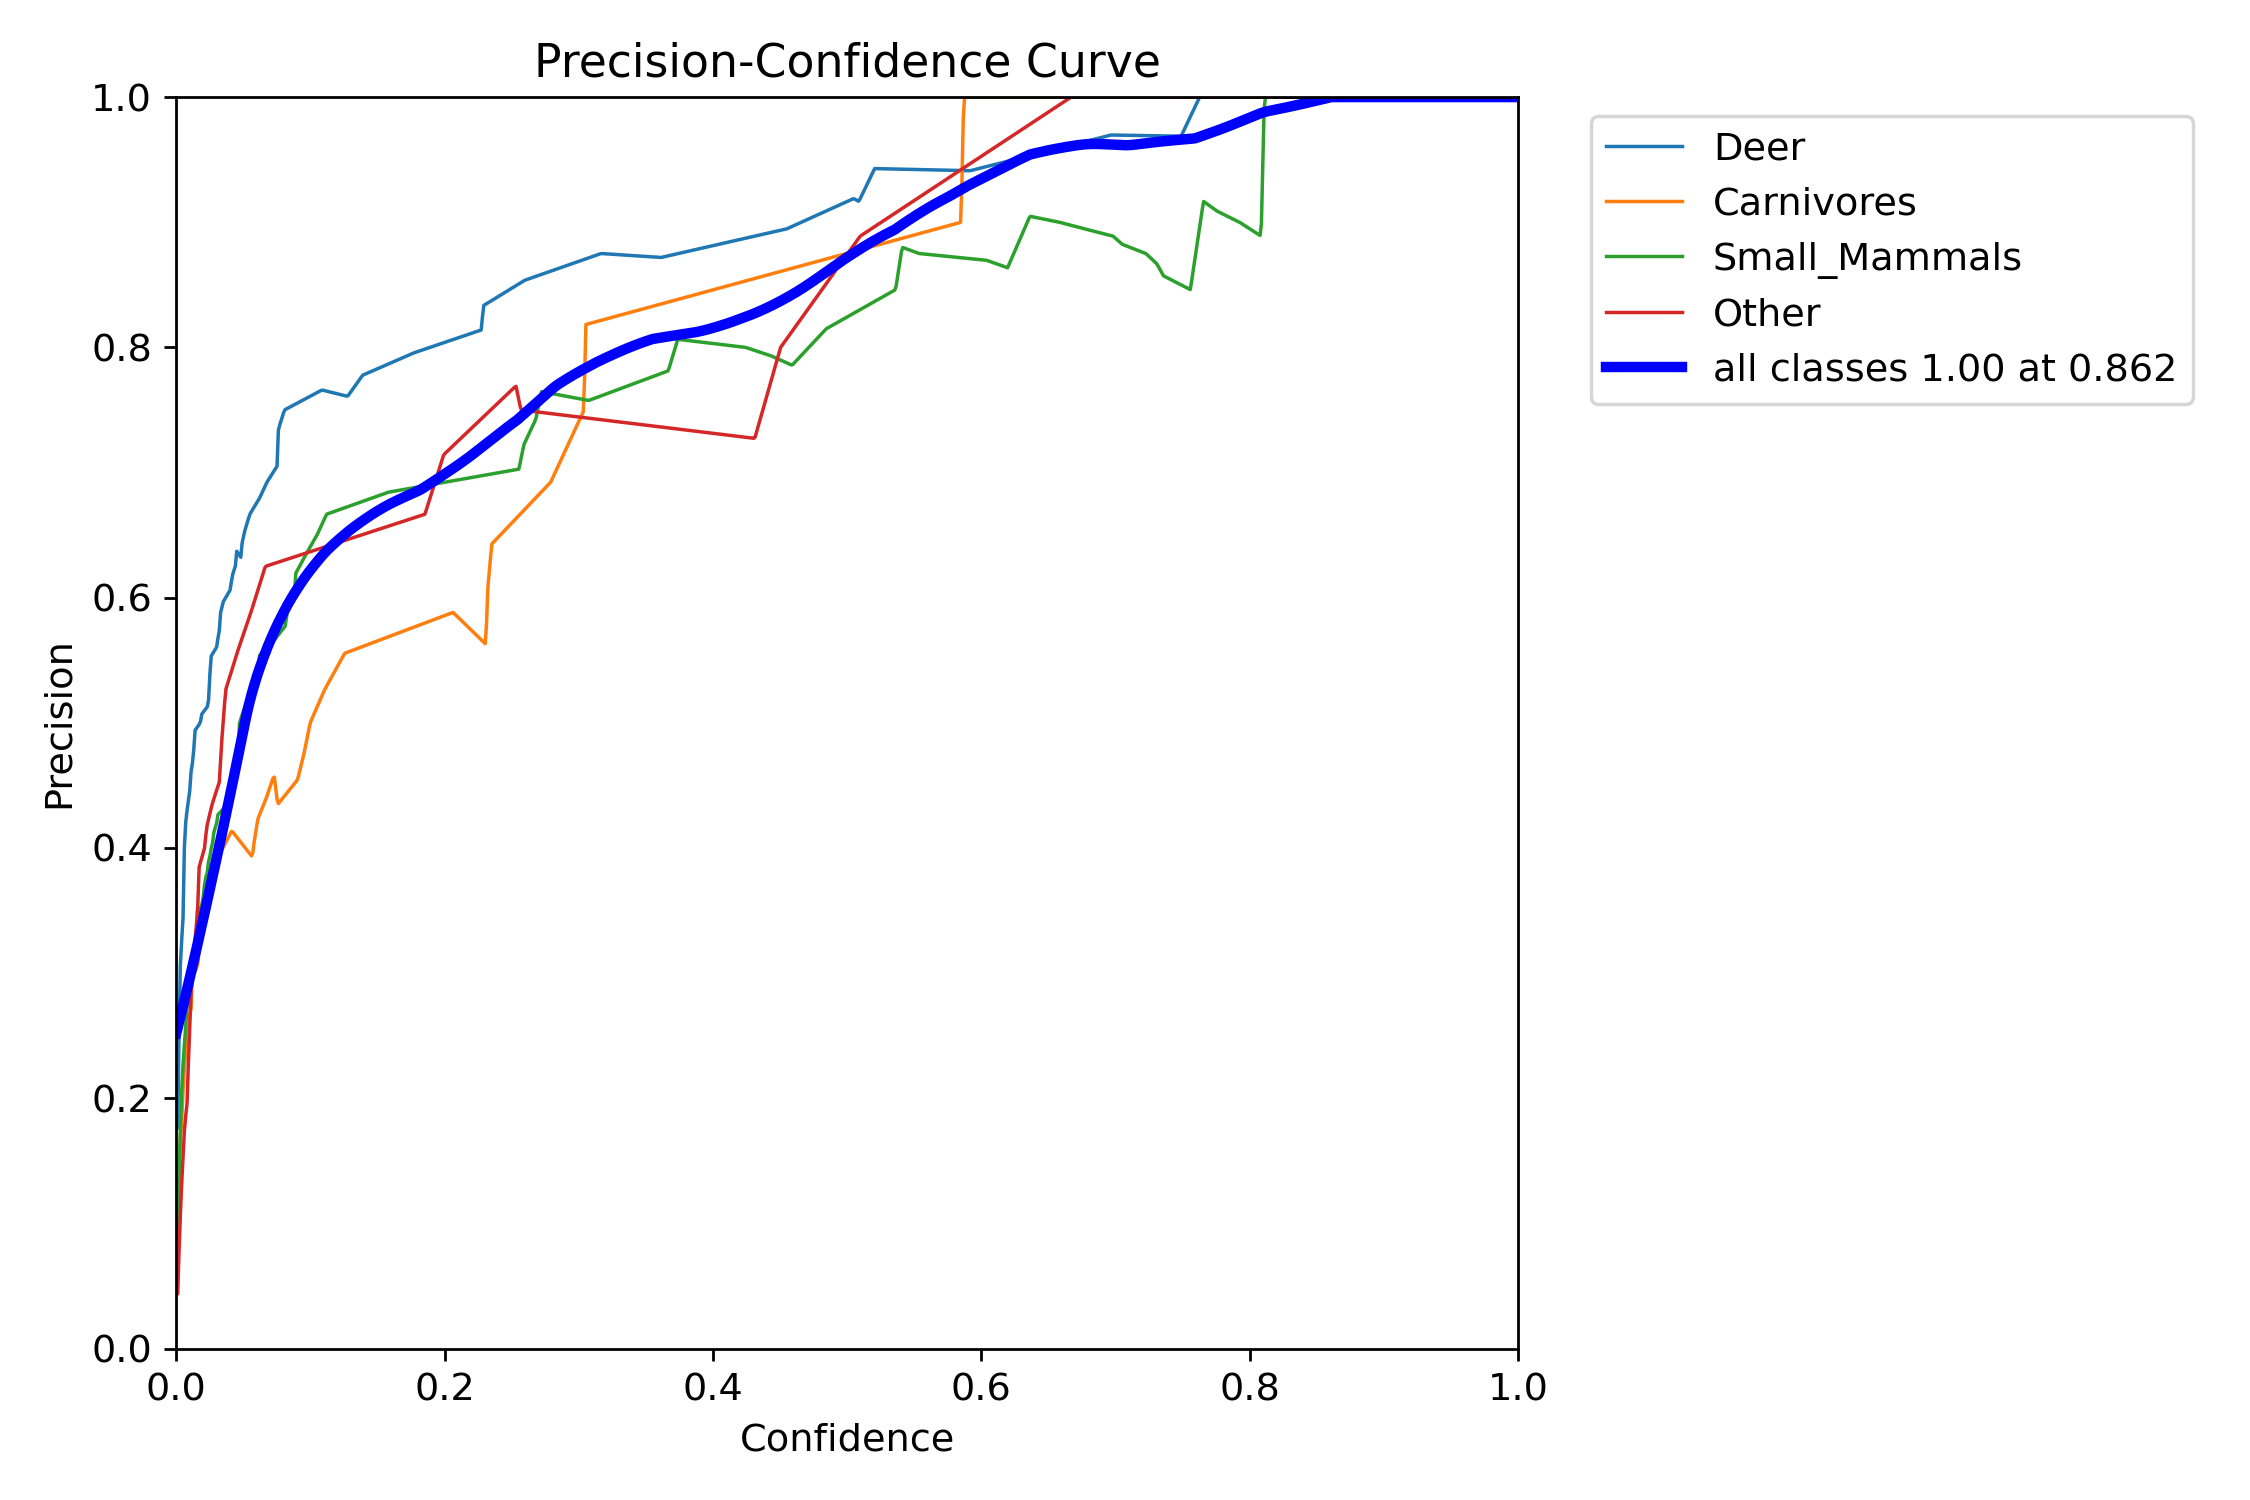 Precision-Confidence Curve
1.0
0.8
0.6
0.4
0.2
0.0
Precision
0.0 0.2 0.4 0.6 0.8 1.0
Confidence
Deer
Carnivores
Small_Mammals
Other
all classes 1.00 at 0.862